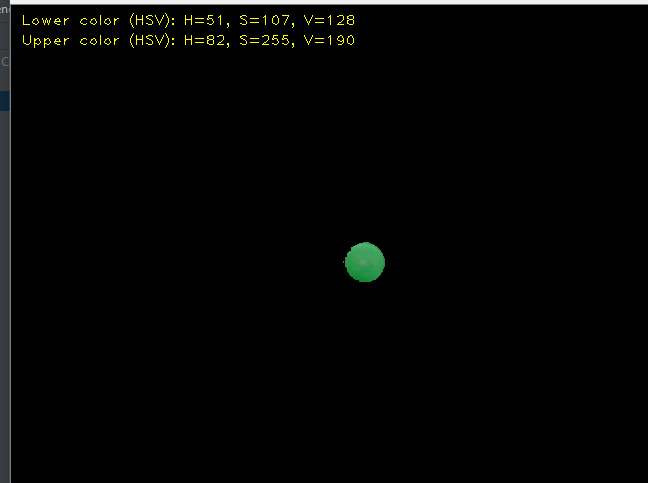 Lower color (HSV): H=51, S=107, V=128
Upper color (HSV): H=82, S=255, V=190